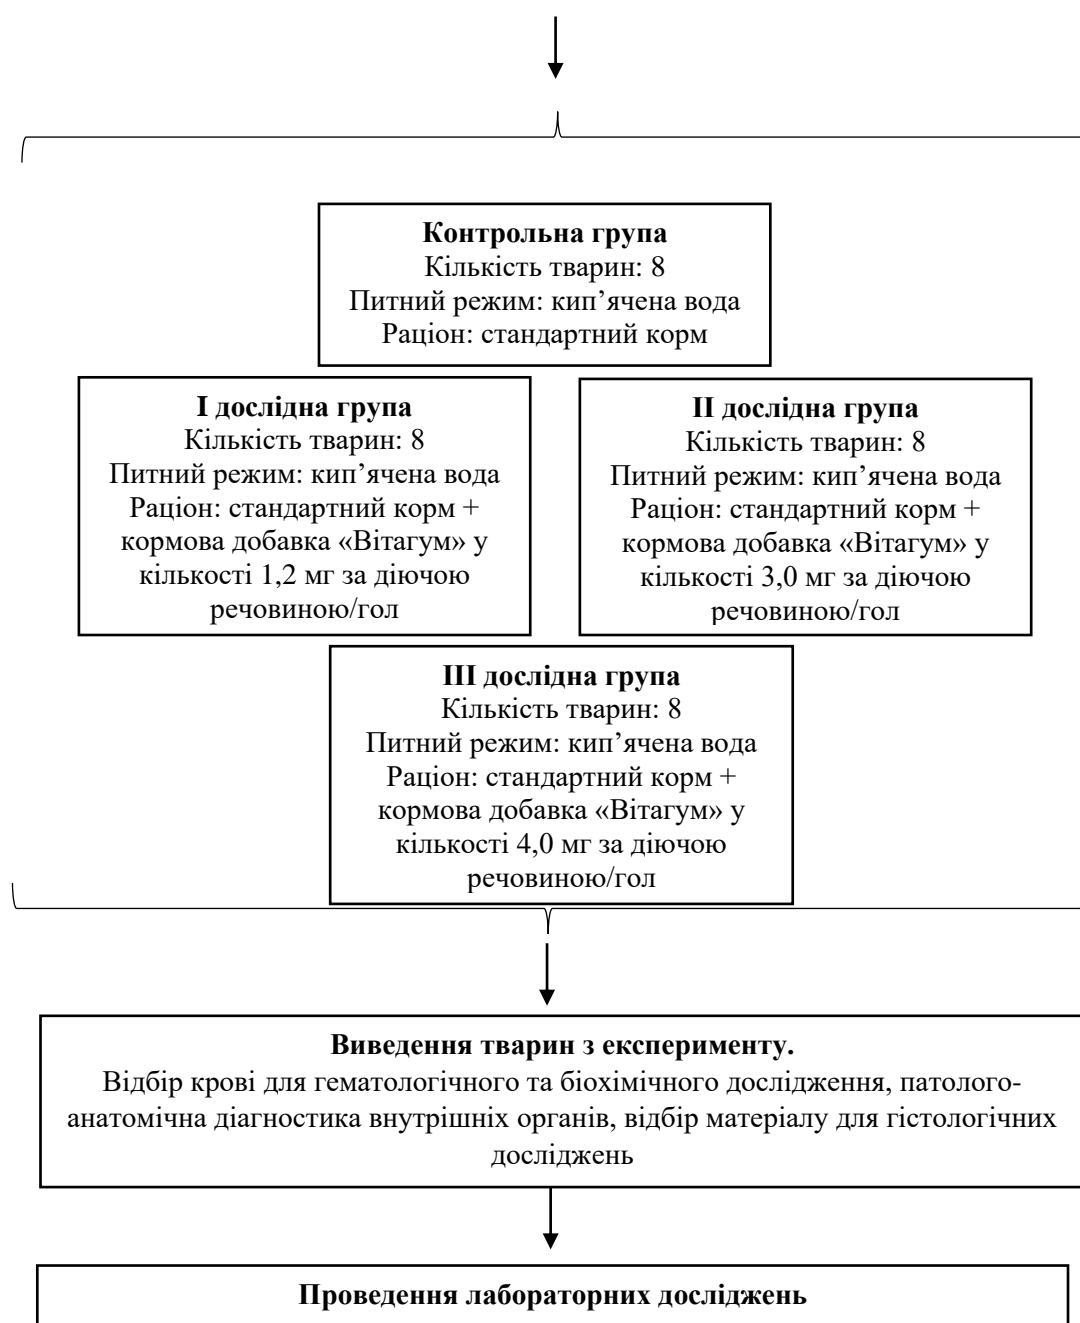 Контрольна група
Кількість тварин: 8
Питний режим: кип’ячена вода
Раціон: стандартний корм
І дослідна група
Кількість тварин: 8
Питний режим: кип’ячена вода
Раціон: стандартний корм +
кормова добавка «Вітагум» у
кількості 1,2 мг за діючою
речовиною/гол
ІІ дослідна група
Кількість тварин: 8
Питний режим: кип’ячена вода
Раціон: стандартний корм +
кормова добавка «Вітагум» у
кількості 3,0 мг за діючою
речовиною/гол
ІІІ дослідна група
Кількість тварин: 8
Питний режим: кип’ячена вода
Раціон: стандартний корм +
кормова добавка «Вітагум» у
кількості 4,0 мг за діючою
речовиною/гол
Виведення тварин з експерименту.
Відбір крові для гематологічного та біохімічного дослідження, патолого-
анатомічна діагностика внутрішніх органів, відбір матеріалу для гістологічних
досліджень
Проведення лабораторних досліджень